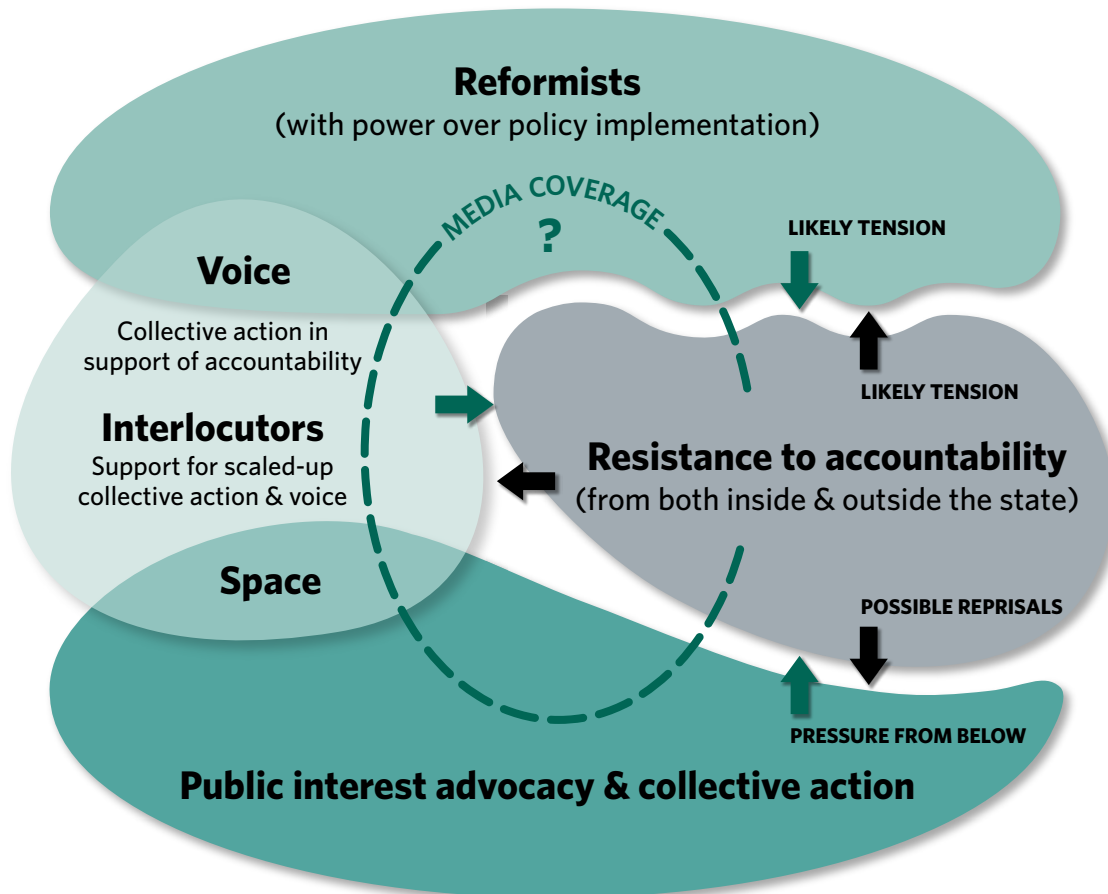 Reformists
(with power over policy implementation)
MEDIA COVERAGE
?
LIKELY TENSION
Voice
Collective action in
support of accountability
LIKELY TENSION
Interlocutors
Support for scaled-up
collective action & voice
Resistance to accountability
(from both inside & outside the state)
Space
POSSIBLE REPRISALS
PRESSURE FROM BELOW
Public interest advocacy & collective action